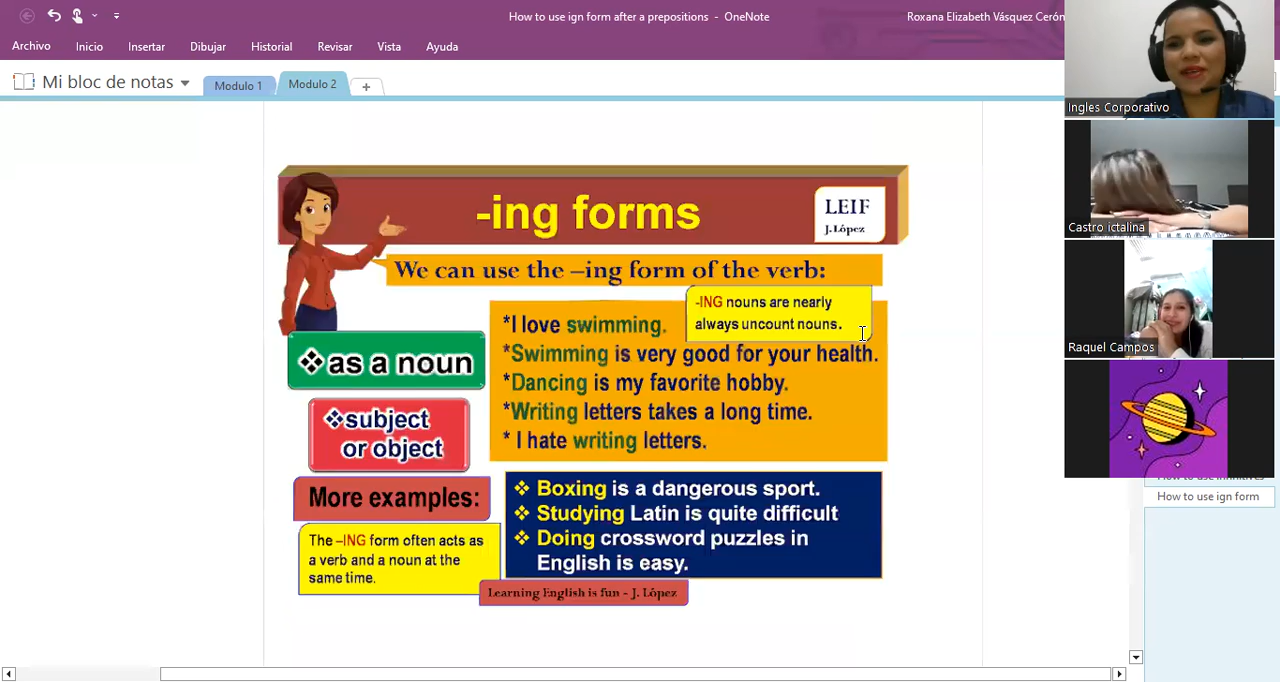 How to use ign form after a prepositions - OneNote
Roxana Elizabeth Vásquez Cerón
Archivo Inicio Insertar Dibujar Historial Revisar Vista Ayuda
Mi bloc de notas Modulo 1 Modulo 2 +
Ingles Corporativo
Castro ictalina
Raquel Campos
How to use infinitives
How to use ign form
-ing forms
LEIF
J.López
We can use the –ing form of the verb:
-ING nouns are nearly
always uncount nouns.
as a noun
subject
or object
*I love swimming.
*Swimming is very good for your health.
*Dancing is my favorite hobby.
*Writing letters takes a long time.
* I hate writing letters.
More examples:
The –ING form often acts as
a verb and a noun at the
same time.
Boxing is a dangerous sport.
Studying Latin is quite difficult
Doing crossword puzzles in
English is easy.
Learning English is fun - J. López